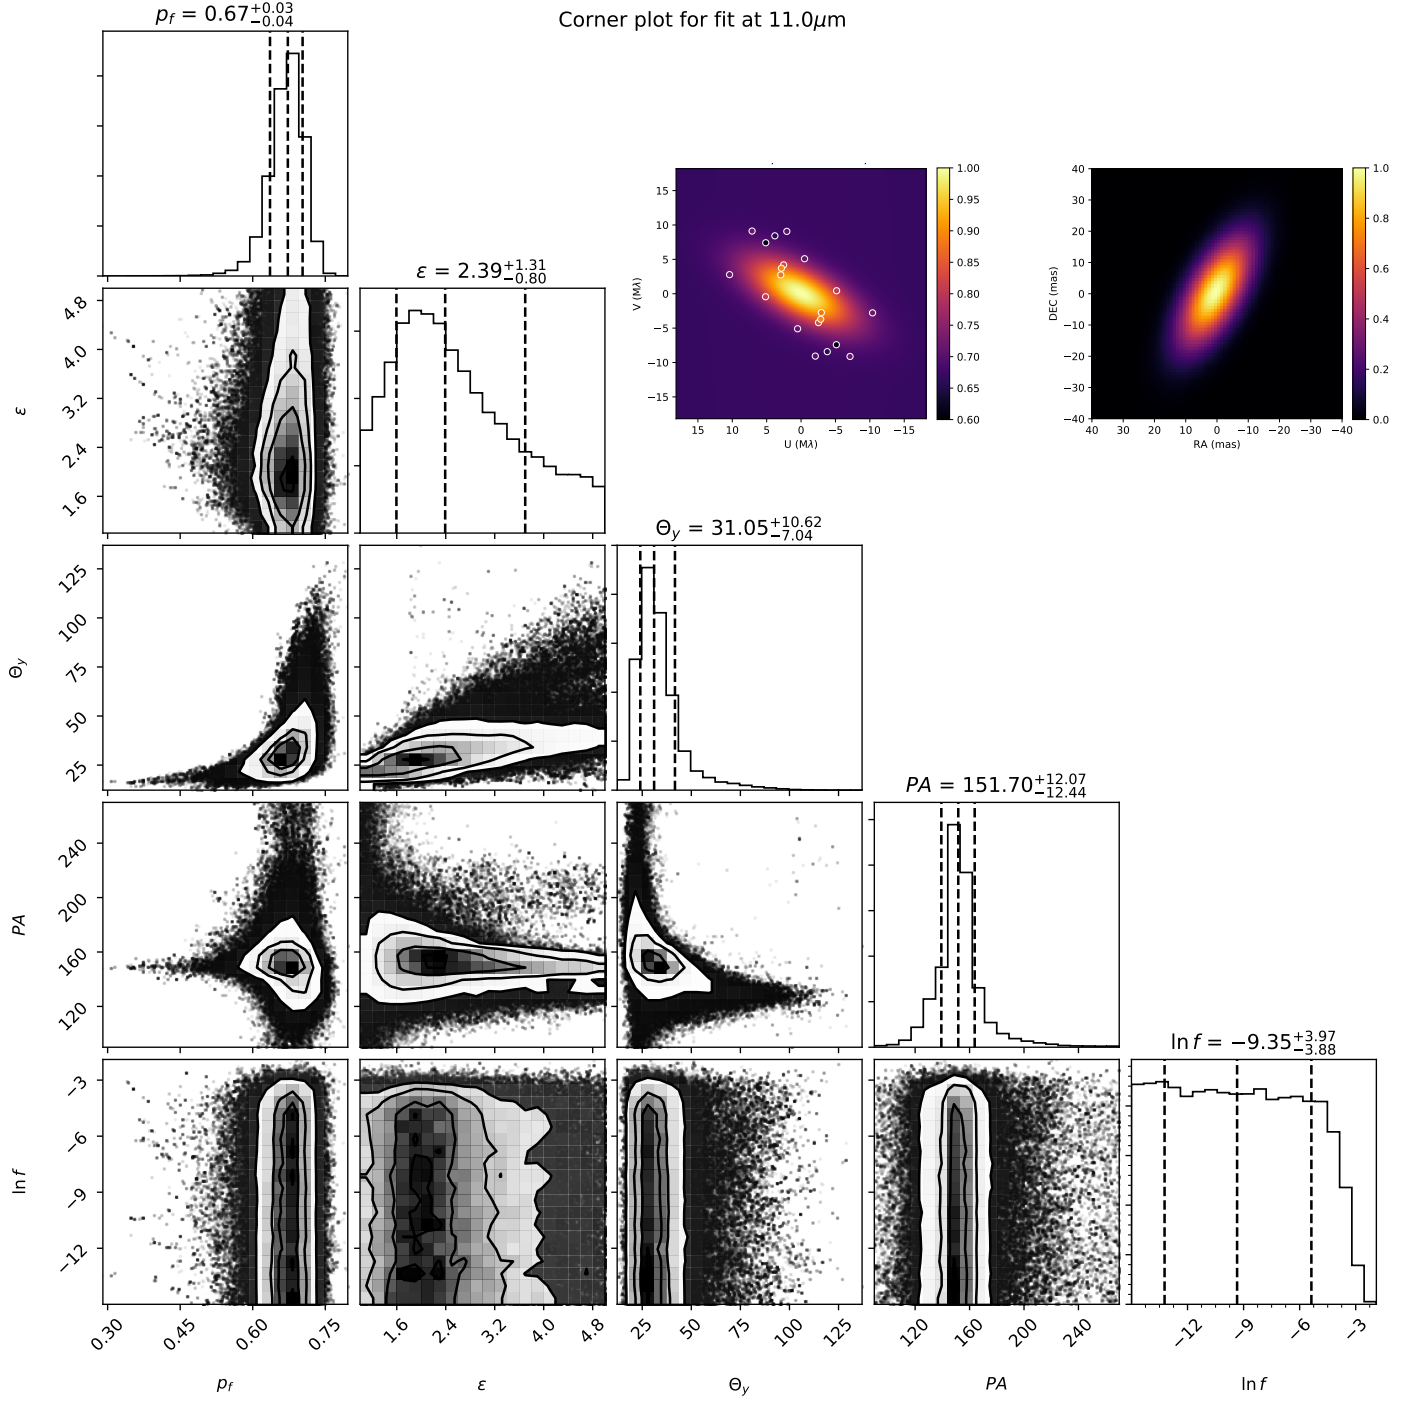 Corner plot for fit at 11.0μm
p_f = 0.67^{+0.03}_{-0.04}
ε = 2.39^{+1.31}_{-0.80}
Θ_y = 31.05^{+10.62}_{-7.04}
PA = 151.70^{+12.07}_{-12.44}
ln f = −9.35^{+3.97}_{-3.88}
15
10
5
0
−5
−10
−15
V (Mλ)
15 10 5 0 −5 −10 −15
U (Mλ)
1.00
0.95
0.90
0.85
0.80
0.75
0.70
0.65
0.60
40
30
20
10
0
−10
−20
−30
−40
DEC (mas)
40 30 20 10 0 −10 −20 −30 −40
RA (mas)
1.0
0.8
0.6
0.4
0.2
0.0
4.8
4.0
3.2
2.4
1.6
ε
125
100
75
50
25
Θ_y
240
200
160
120
PA
−3
−6
−9
−12
ln f
0.30 0.45 0.60 0.75
p_f
1.6 2.4 3.2 4.0 4.8
ε
25 50 75 100 125
Θ_y
120 160 200 240
PA
−12 −9 −6 −3
ln f